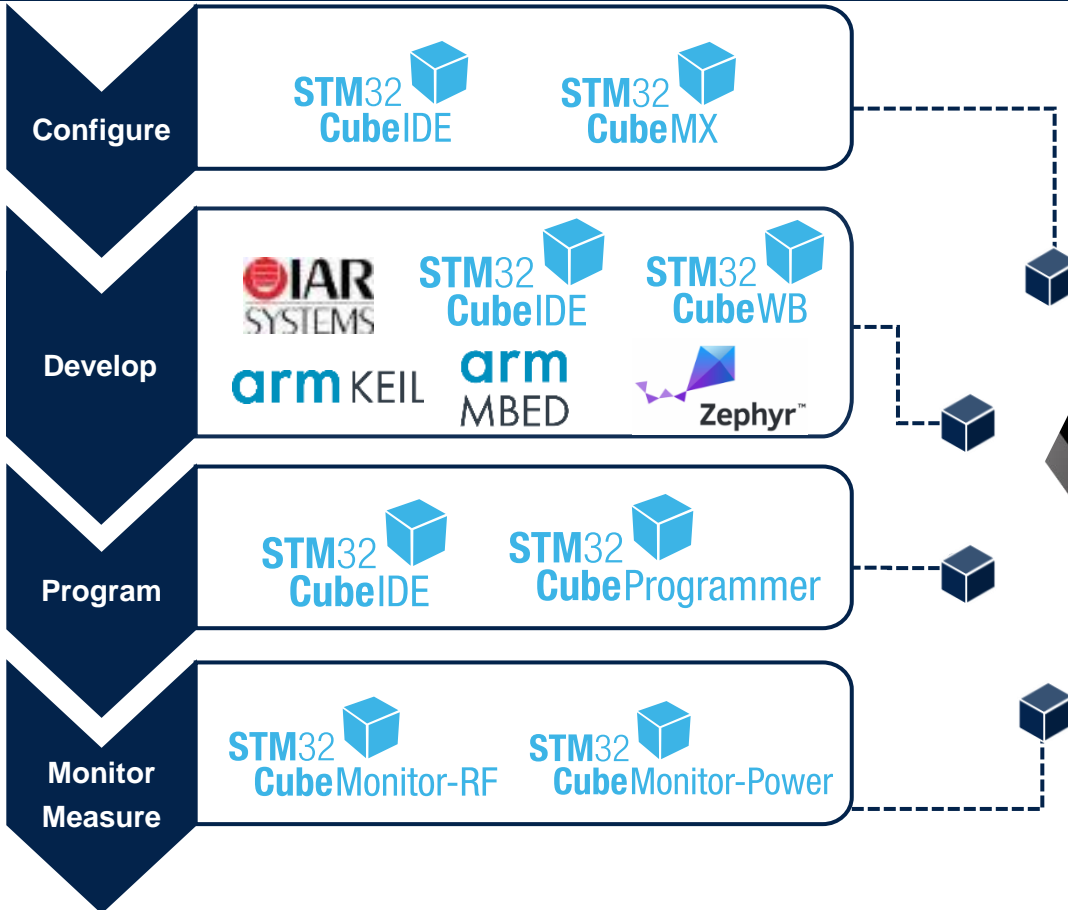 Configure
STM32
CubeIDE
STM32
CubeMX
Develop
IAR
SYSTEMS
STM32
CubeIDE
STM32
CubeWB
arm KEIL
arm
MBED
Zephyr™
Program
STM32
CubeIDE
STM32
CubeProgrammer
Monitor
Measure
STM32
CubeMonitor-RF
STM32
CubeMonitor-Power